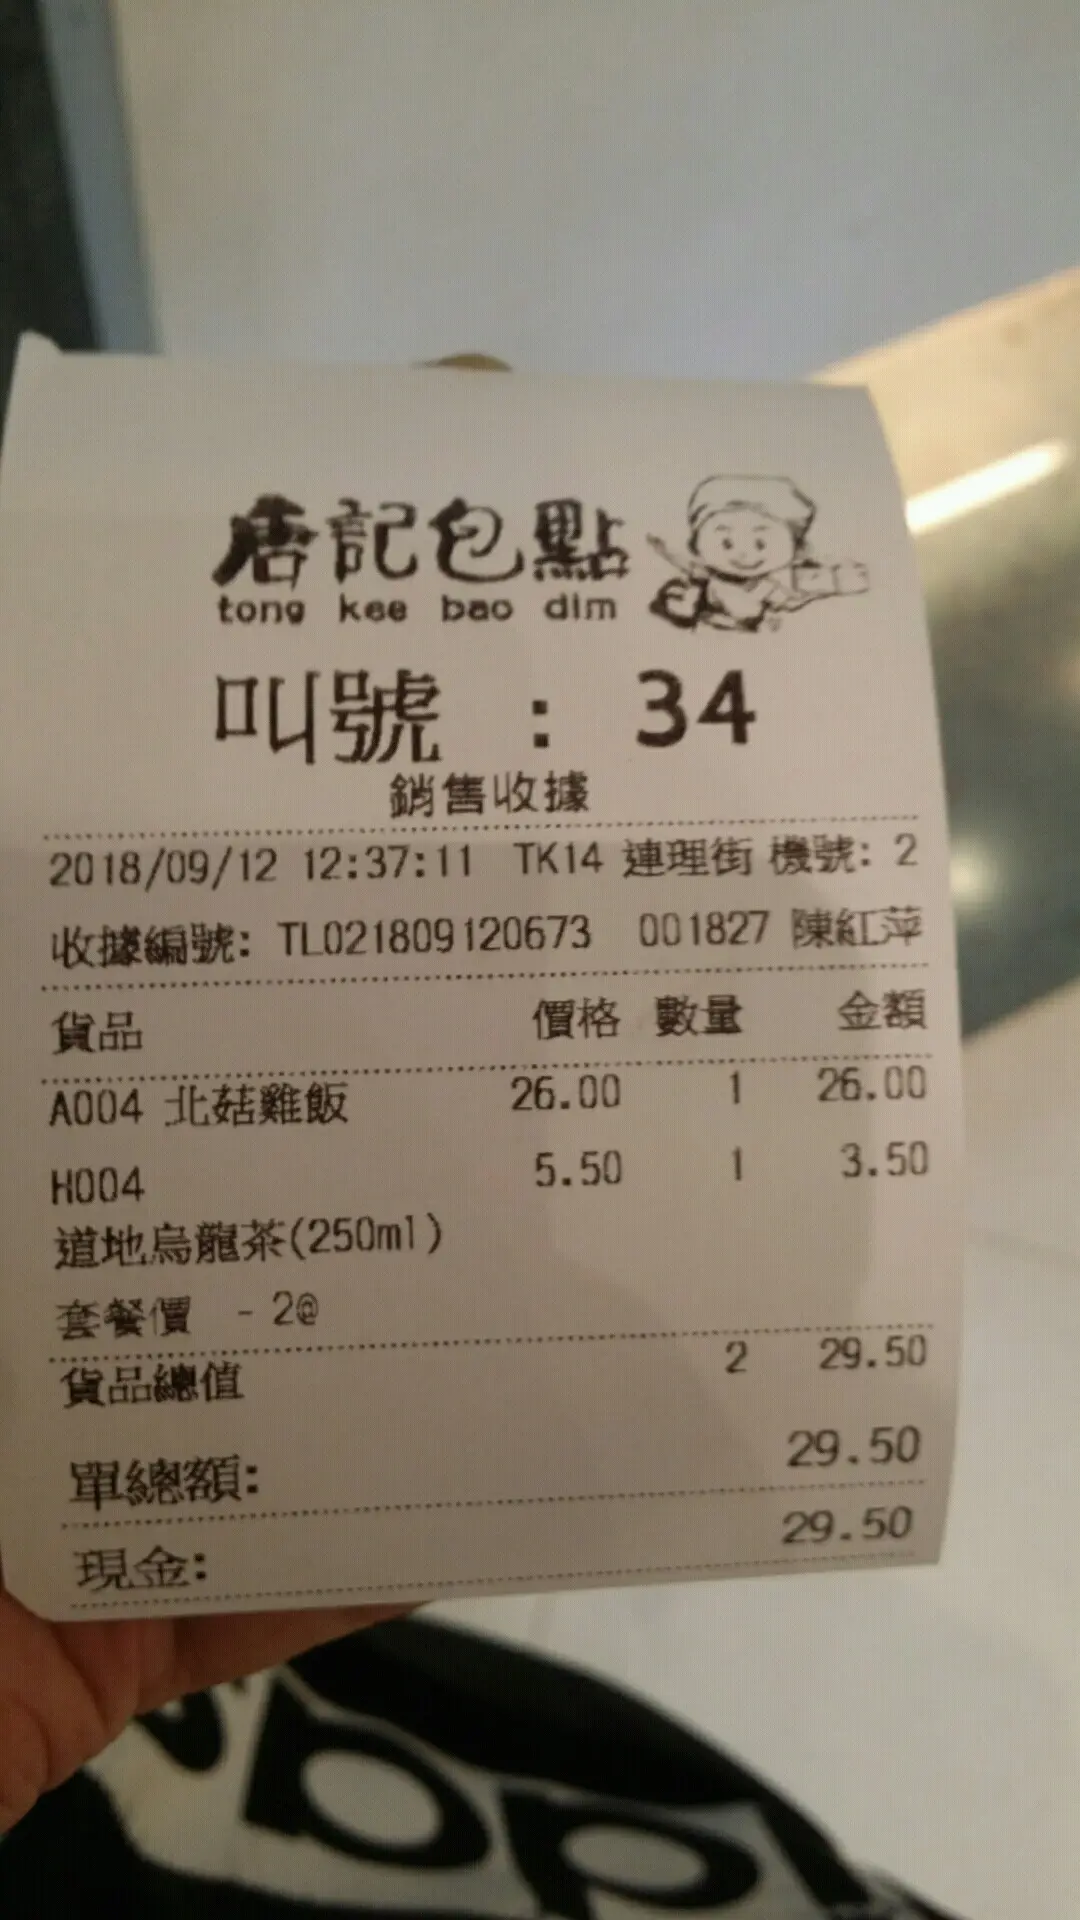 唐記包點
tong kee bao dim
叫號 : 34
銷售收據
2018/09/12 12:37:11 TK14 連理街 機號: 2
收據編號: TL021809120673 001827 陳紅萍
貨品 價格 數量 金額
A004 北菇雞飯 26.00 1 26.00
H004 5.50 1 3.50
道地烏龍茶(250ml)
套餐價 - 2@
貨品總值 2 29.50
單總額: 29.50
現金: 29.50